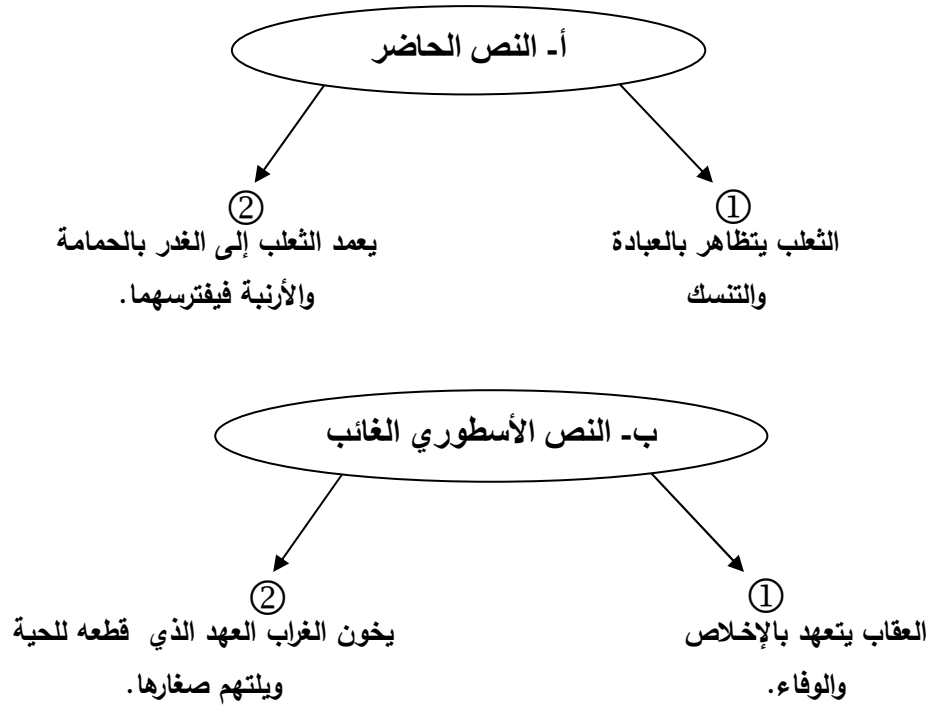 أ- النص الحاضر
①
الثعلب يتظاهر بالعبادة
والتنسك
②
يعمد الثعلب إلى الغدر بالحمامة
والأرنبة فيفترسهما.
ب- النص الأسطوري الغائب
①
العقاب يتعهد بالإخلاص
والوفاء.
②
يخون الغراب العهد الذي قطعه للحية
ويلتهم صغارها.